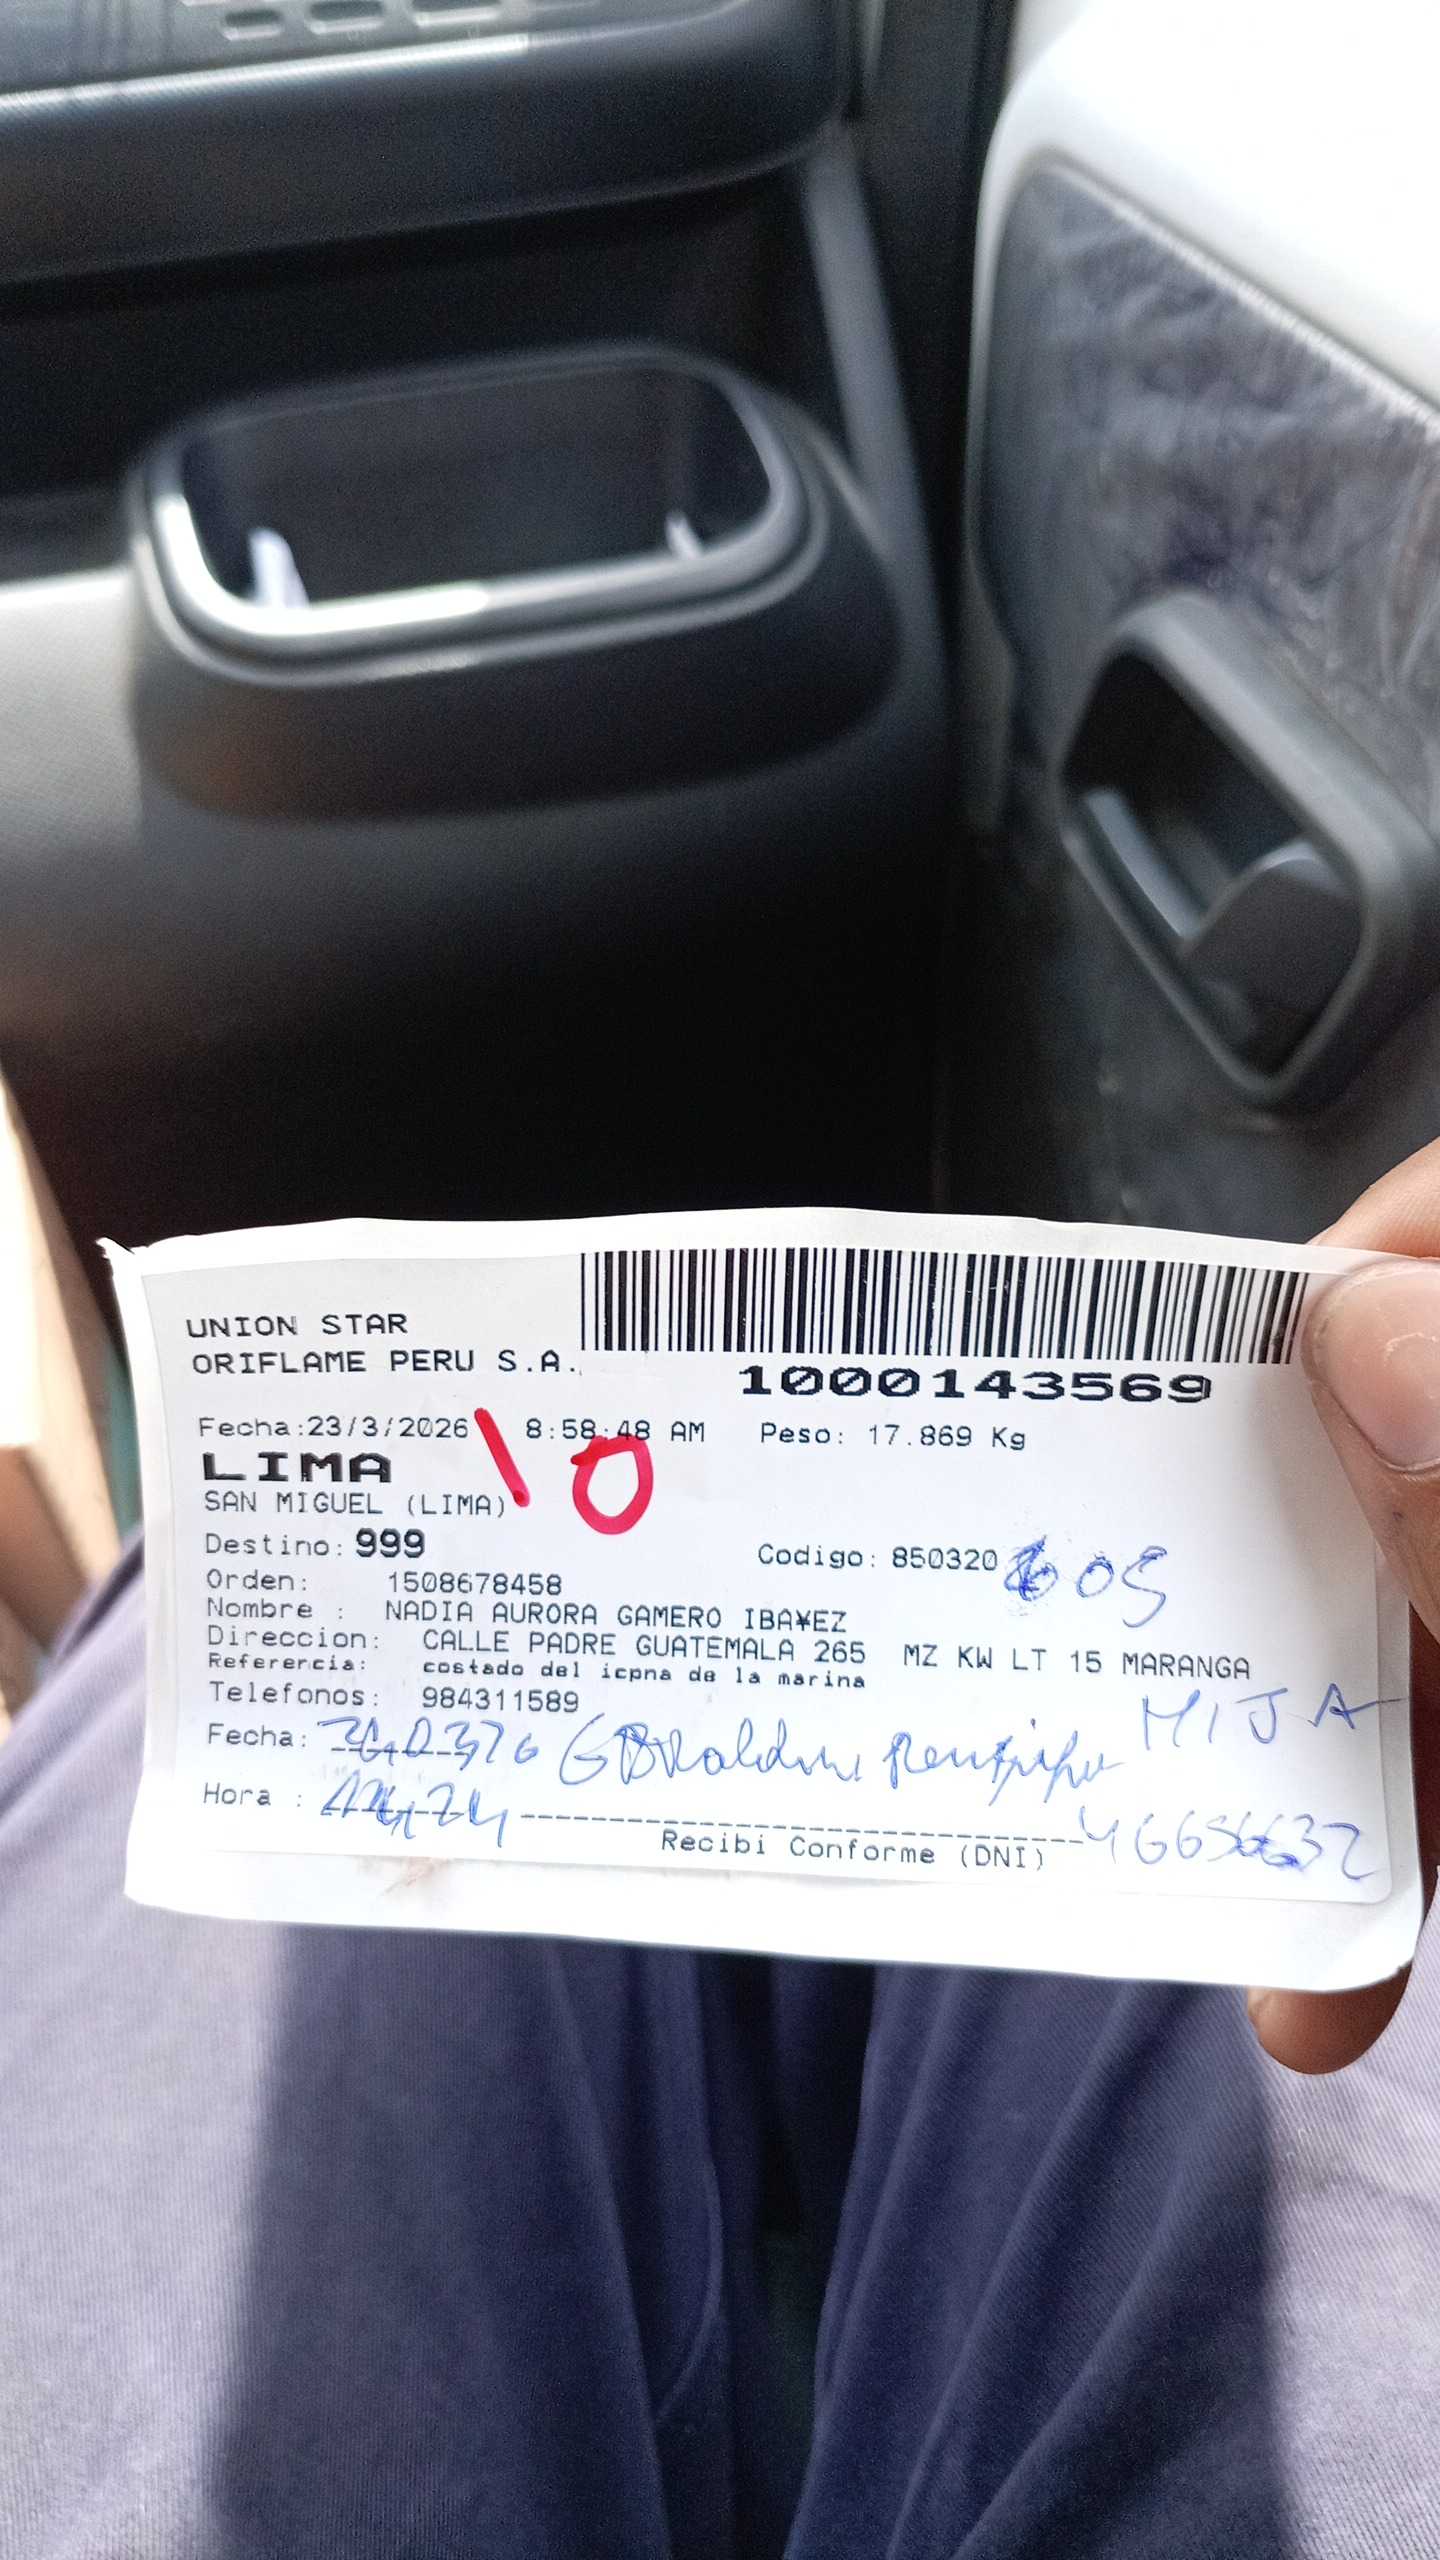 UNION STAR
ORIFLAME PERU S.A.
1000143569
Fecha:23/3/2026 8:58:48 AM Peso: 17.869 Kg
LIMA
10
SAN MIGUEL (LIMA)
Destino: 999
Codigo: 850320 605
Orden: 1508678458
Nombre : NADIA AURORA GAMERO IBA¥EZ
Direccion: CALLE PADRE GUATEMALA 265 MZ KW LT 15 MARANGA
Referencia: costado del icpna de la marina
Telefonos: 984311589
HIJA
Fecha:
Hora :
Recibi Conforme (DNI)